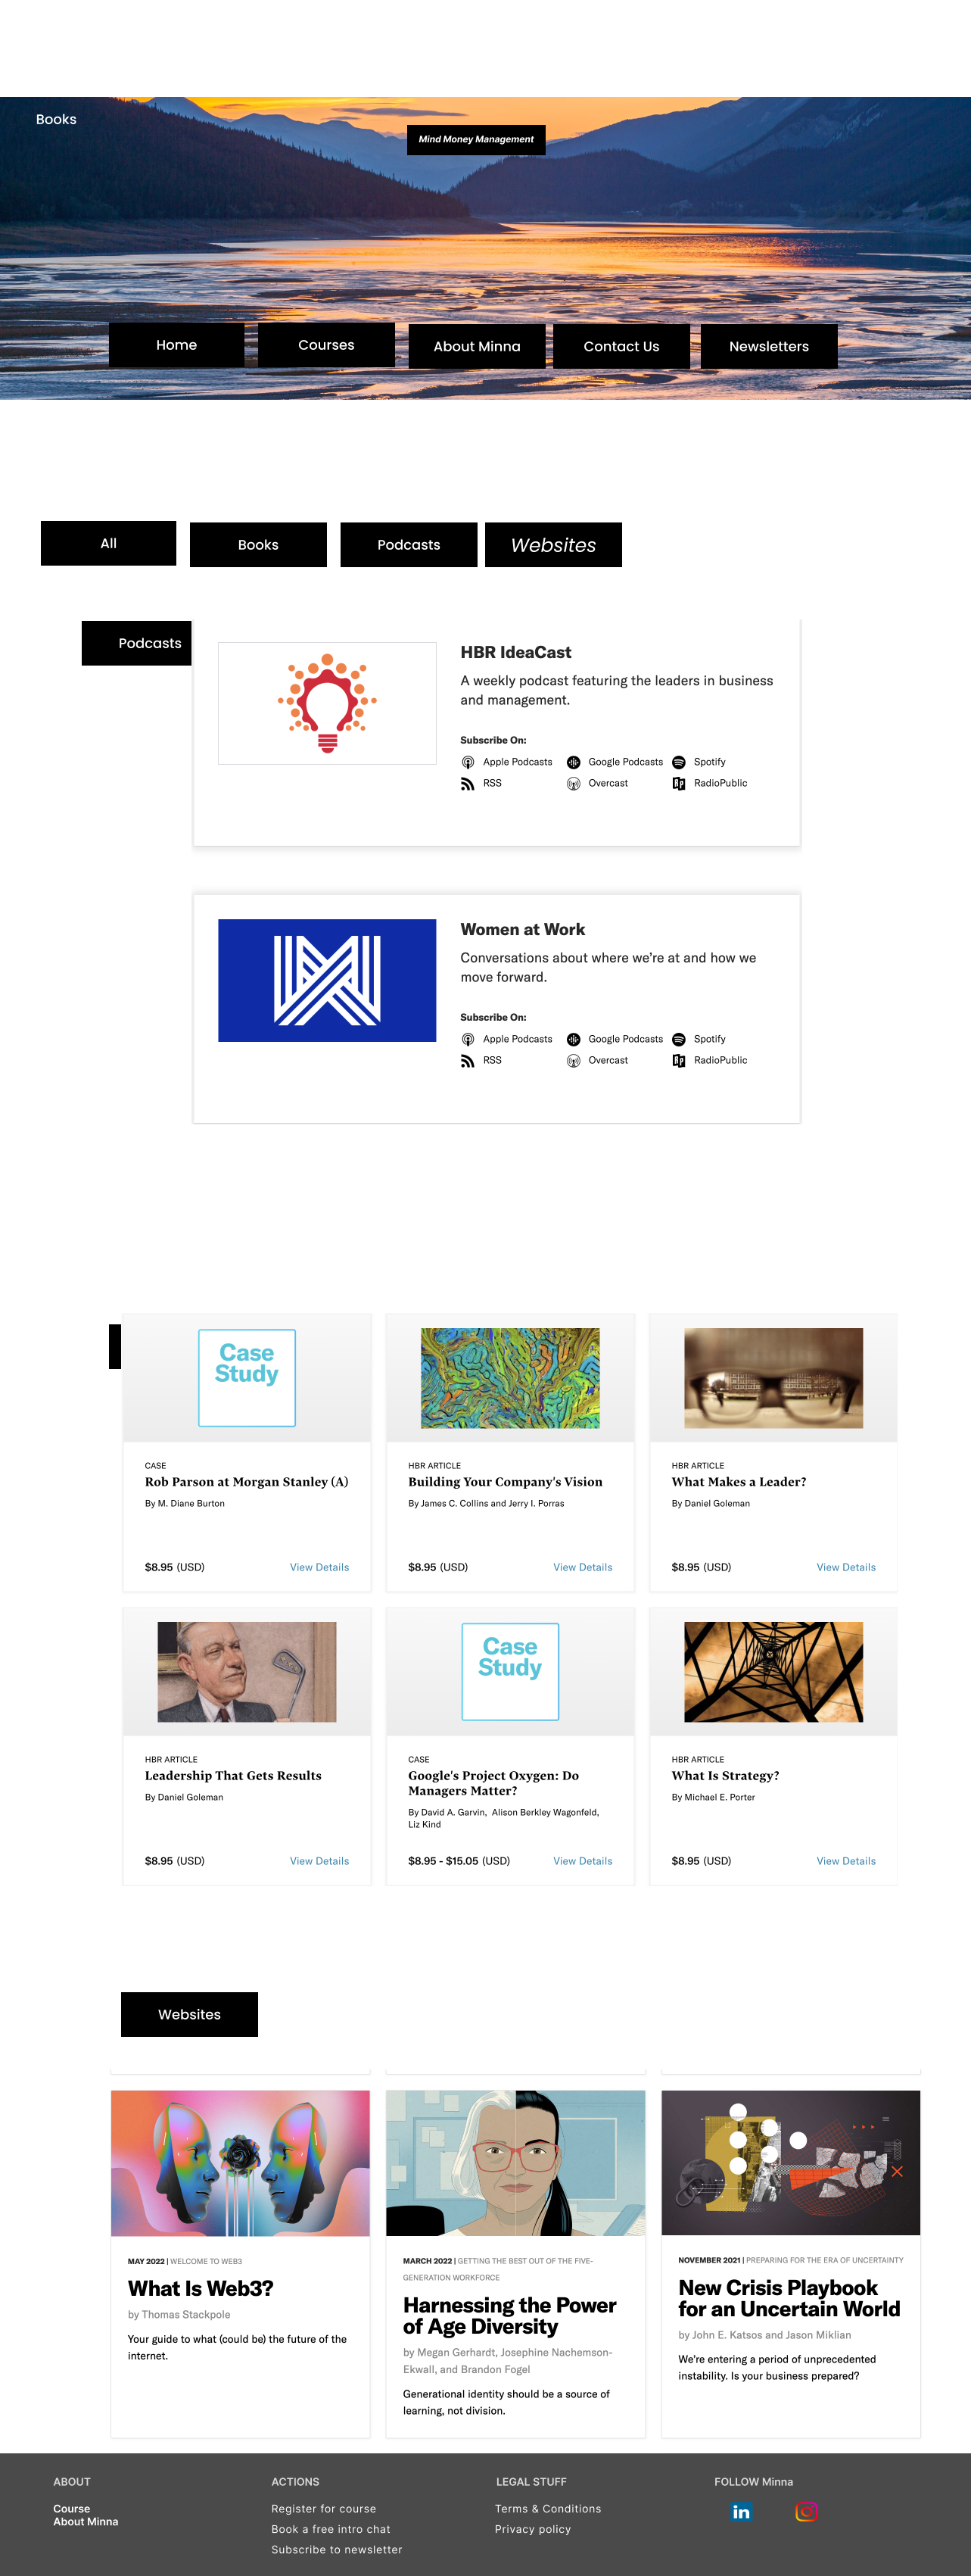 Books
Mind Money Management
Home
Courses
About Minna
Contact Us
Newsletters
All
Books
Podcasts
Websites
Podcasts
HBR IdeaCast
A weekly podcast featuring the leaders in business
and management.
Subscribe On:
Apple Podcasts
Google Podcasts
Spotify
RSS
Overcast
RadioPublic
Women at Work
Conversations about where we're at and how we
move forward.
Subscribe On:
Apple Podcasts
Google Podcasts
Spotify
RSS
Overcast
RadioPublic
Case
Study
CASE
Rob Parson at Morgan Stanley (A)
By M. Diane Burton
$8.95 (USD)
View Details
HBR ARTICLE
Building Your Company's Vision
By James C. Collins and Jerry I. Porras
$8.95 (USD)
View Details
HBR ARTICLE
What Makes a Leader?
By Daniel Goleman
$8.95 (USD)
View Details
HBR ARTICLE
Leadership That Gets Results
By Daniel Goleman
$8.95 (USD)
View Details
Case
Study
CASE
Google's Project Oxygen: Do
Managers Matter?
By David A. Garvin, Alison Berkley Wagonfeld,
Liz Kind
$8.95 - $15.05 (USD)
View Details
HBR ARTICLE
What Is Strategy?
By Michael E. Porter
$8.95 (USD)
View Details
Websites
MAY 2022 | WELCOME TO WEB3
What Is Web3?
by Thomas Stackpole
Your guide to what (could be) the future of the
internet.
MARCH 2022 | GETTING THE BEST OUT OF THE FIVE-
GENERATION WORKFORCE
Harnessing the Power
of Age Diversity
by Megan Gerhardt, Josephine Nachemson-
Ekwall, and Brandon Fogel
Generational identity should be a source of
learning, not division.
NOVEMBER 2021 | PREPARING FOR THE ERA OF UNCERTAINTY
New Crisis Playbook
for an Uncertain World
by John E. Katsos and Jason Miklian
We're entering a period of unprecedented
instability. Is your business prepared?
ABOUT
Course
About Minna
ACTIONS
Register for course
Book a free intro chat
Subscribe to newsletter
LEGAL STUFF
Terms & Conditions
Privacy policy
FOLLOW Minna
in